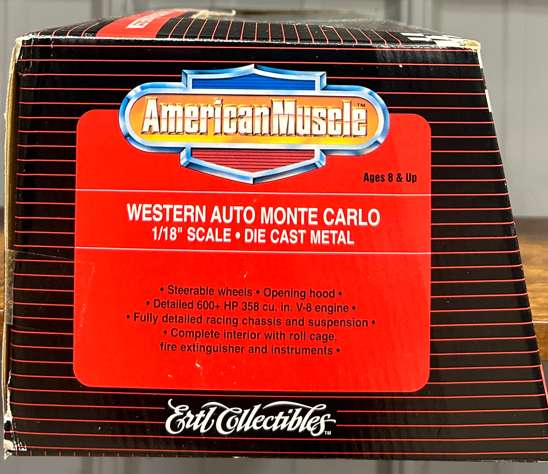 AmericanMuscle™
Ages 8 & Up
WESTERN AUTO MONTE CARLO
1/18" SCALE • DIE CAST METAL
• Steerable wheels • Opening hood •
• Detailed 600+ HP 358 cu. in. V-8 engine •
• Fully detailed racing chassis and suspension •
• Complete interior with roll cage,
fire extinguisher and instruments •
Ertl Collectibles™